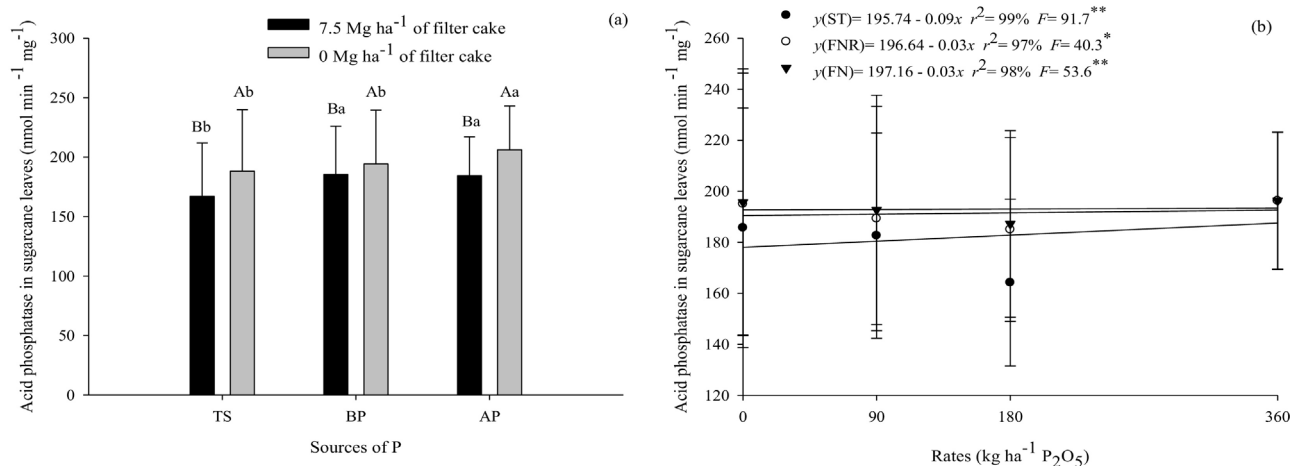 (a)
7.5 Mg ha⁻¹ of filter cake
0 Mg ha⁻¹ of filter cake
Acid phosphatase in sugarcane leaves (nmol min ⁻¹ mg⁻¹)
300
250
200
150
100
50
0
Bb
Ab
Ba
Ab
Ba
Aa
TS
BP
AP
Sources of P
(b)
y(ST)= 195.74 - 0.09x r²= 99% F= 91.7**
y(FNR)= 196.64 - 0.03x r²= 97% F= 40.3*
y(FN)= 197.16 - 0.03x r²= 98% F= 53.6**
Acid phosphatase in sugarcane leaves (nmol min ⁻¹ mg⁻¹)
260
240
220
200
180
160
140
120
0
90
180
360
Rates (kg ha⁻¹ P₂O₅)